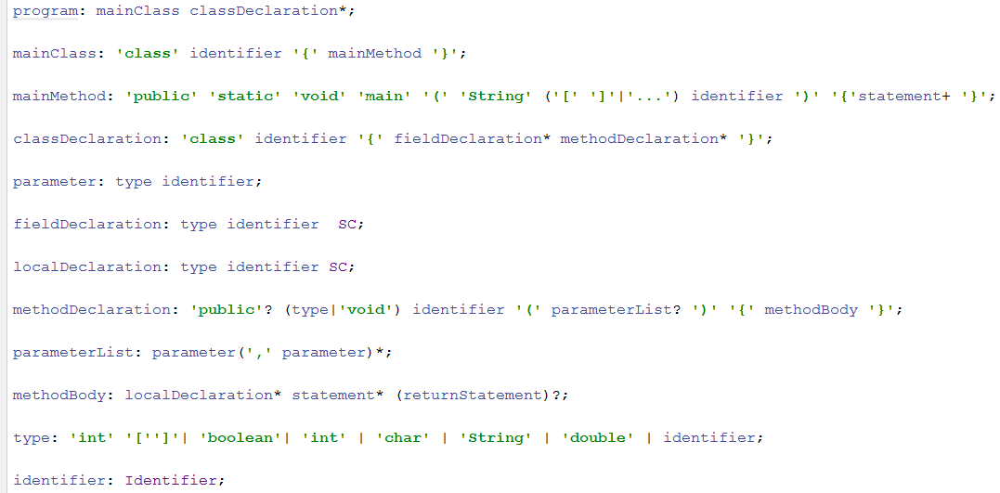 program: mainClass classDeclaration*;
mainClass: 'class' identifier '{' mainMethod '}';
mainMethod: 'public' 'static' 'void' 'main' '(' 'String' ('[' ']'|'...') identifier ')' '{'statement+ '}';
classDeclaration: 'class' identifier '{' fieldDeclaration* methodDeclaration* '}';
parameter: type identifier;
fieldDeclaration: type identifier  SC;
localDeclaration: type identifier SC;
methodDeclaration: 'public'? (type|'void') identifier '(' parameterList? ')' '{' methodBody '}';
parameterList: parameter(',' parameter)*;
methodBody: localDeclaration* statement* (returnStatement)?;
type: 'int' '['']'| 'boolean'| 'int' | 'char' | 'String' | 'double' | identifier;
identifier: Identifier;